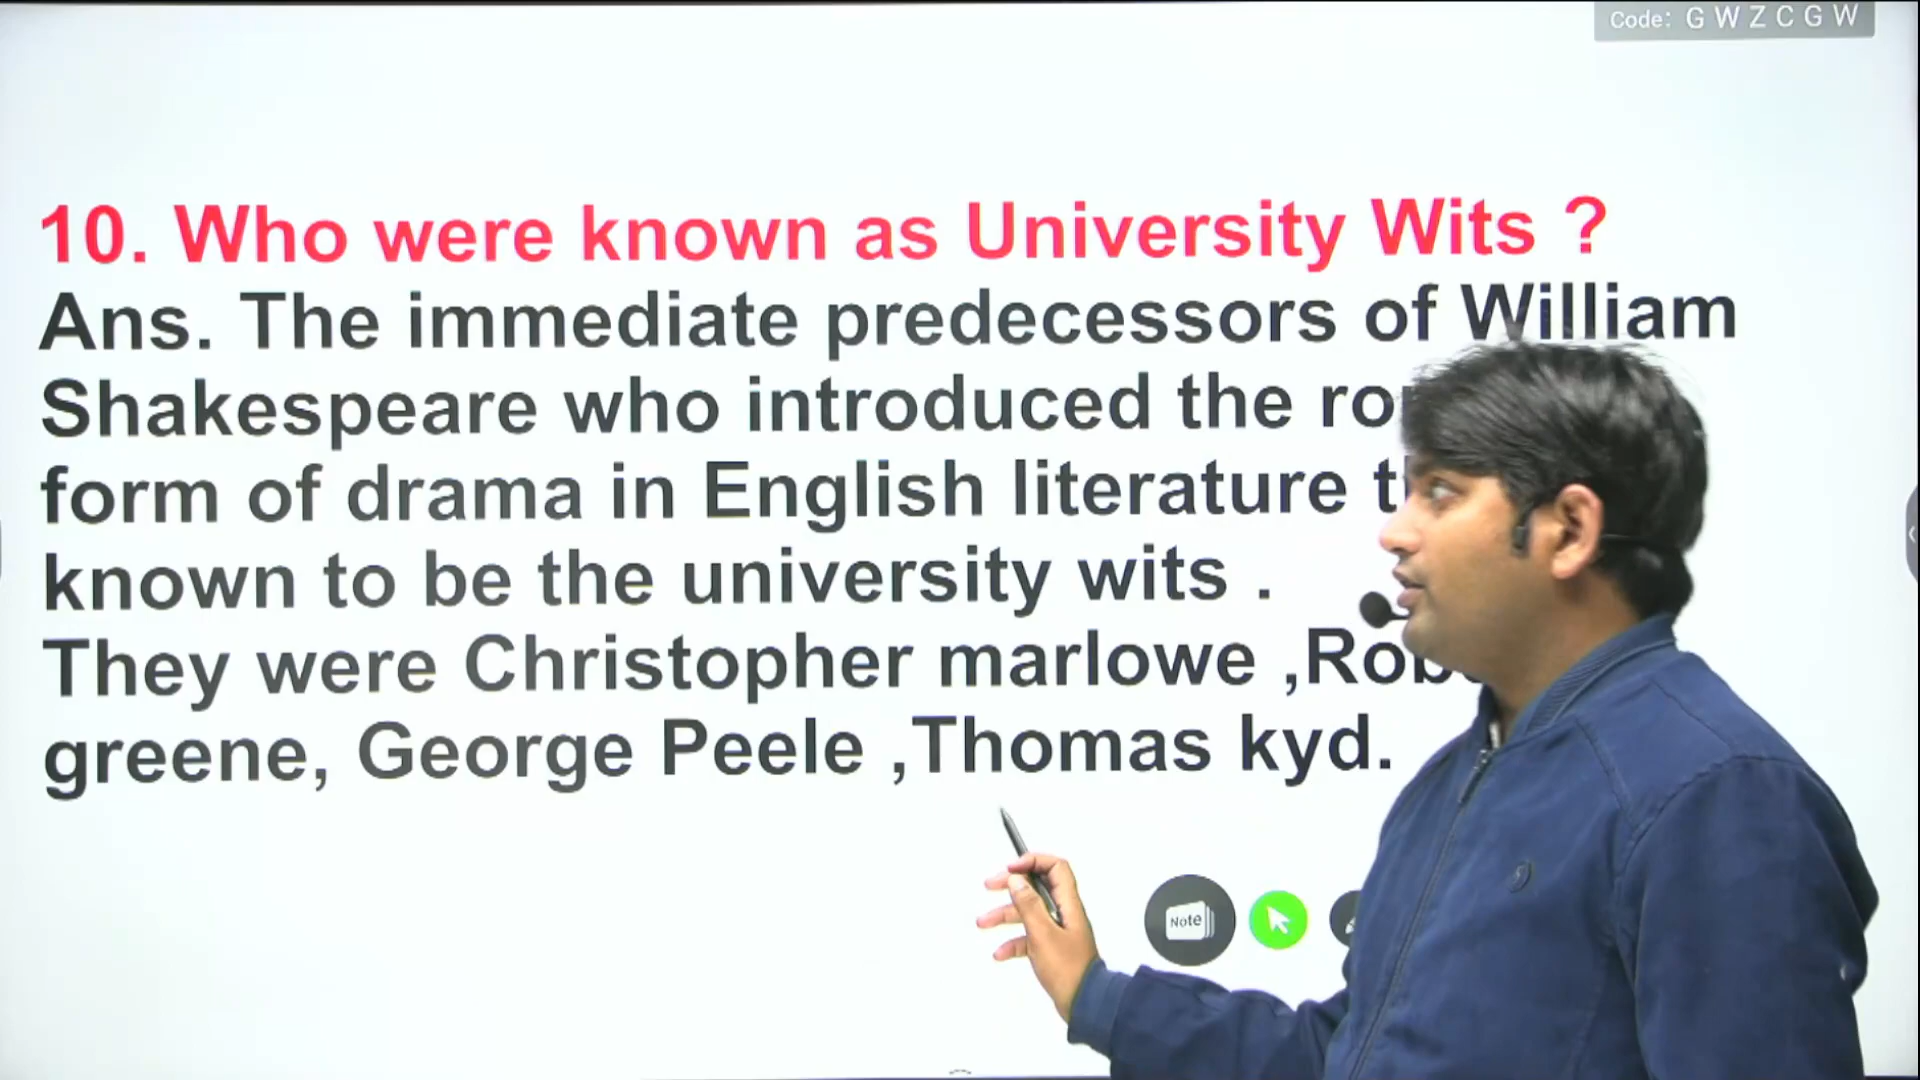 Code: G W Z C G W
10. Who were known as University Wits ?
Ans. The immediate predecessors of William
Shakespeare who introduced the
form of drama in English literature
known to be the university wits .
They were Christopher marlowe ,
greene, George Peele ,Thomas kyd.
Note